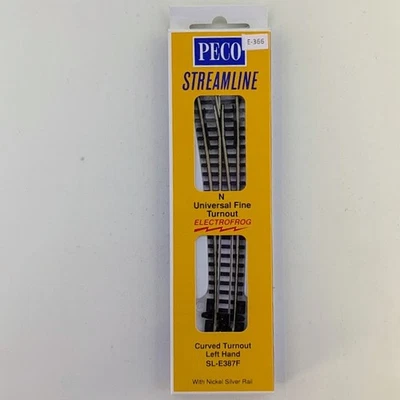 PECO
E-366
STREAMLINE
N
Universal Fine
Turnout
ELECTROFROG
Curved Turnout
Left Hand
SL-E387F
With Nickel Silver Rail